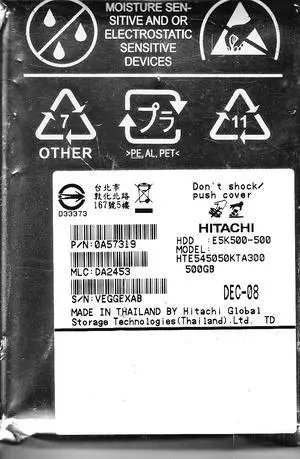 MOISTURE SEN-
SITIVE AND OR
ELECTROSTATIC
SENSITIVE
DEVICES
7
プラ
11
OTHER
>PE, AL, PET<
台北市
敦化北路
167號5樓
D33373
Don't shock/
push cover
HITACHI
P/N:0A57319
HDD :E5K500-500
MODEL:
HTE545050KTA300
500GB
MLC:DA2453
S/N:VEGGEXAB
DEC-08
MADE IN THAILAND BY Hitachi Global
Storage Technologies(Thailand).Ltd. TD